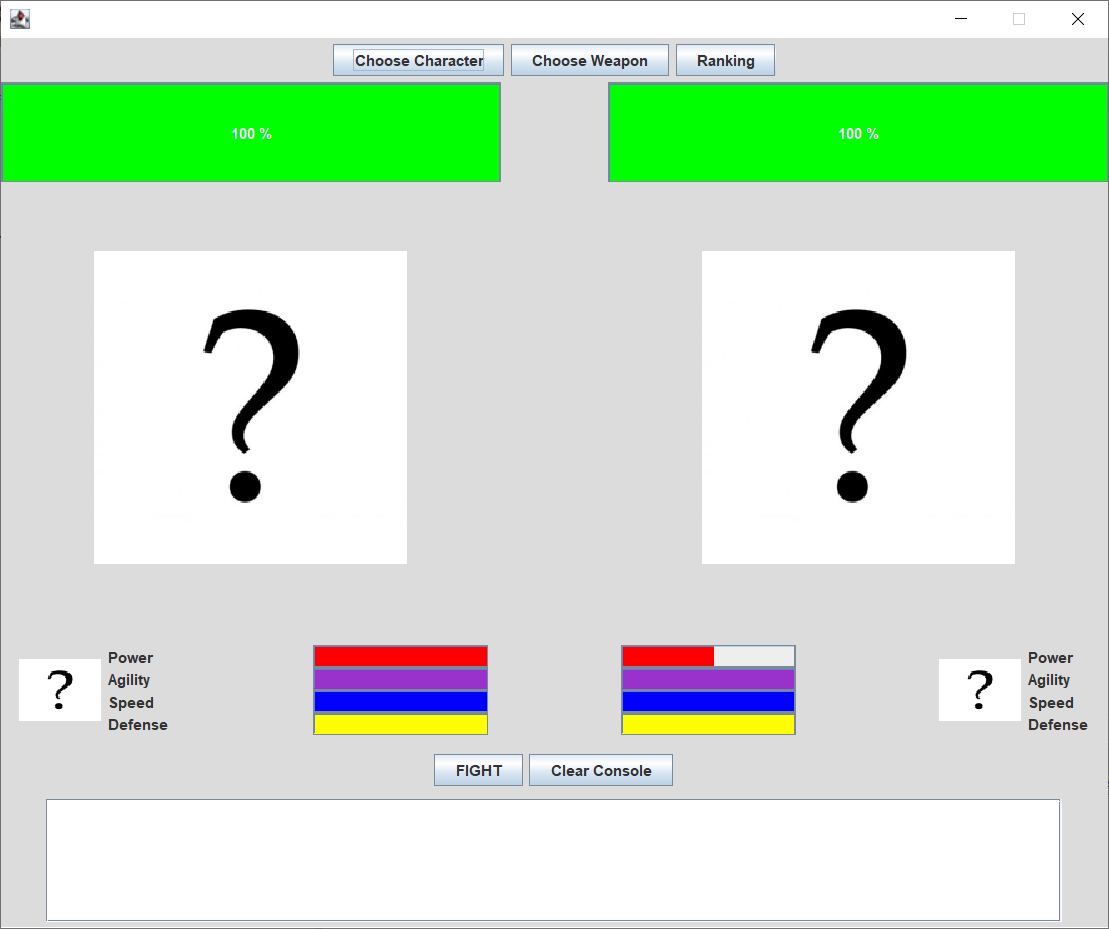 Choose Character Choose Weapon Ranking
100 % 100 %
? ?
? Power ? Power
Agility Agility
Speed Speed
Defense Defense
FIGHT Clear Console